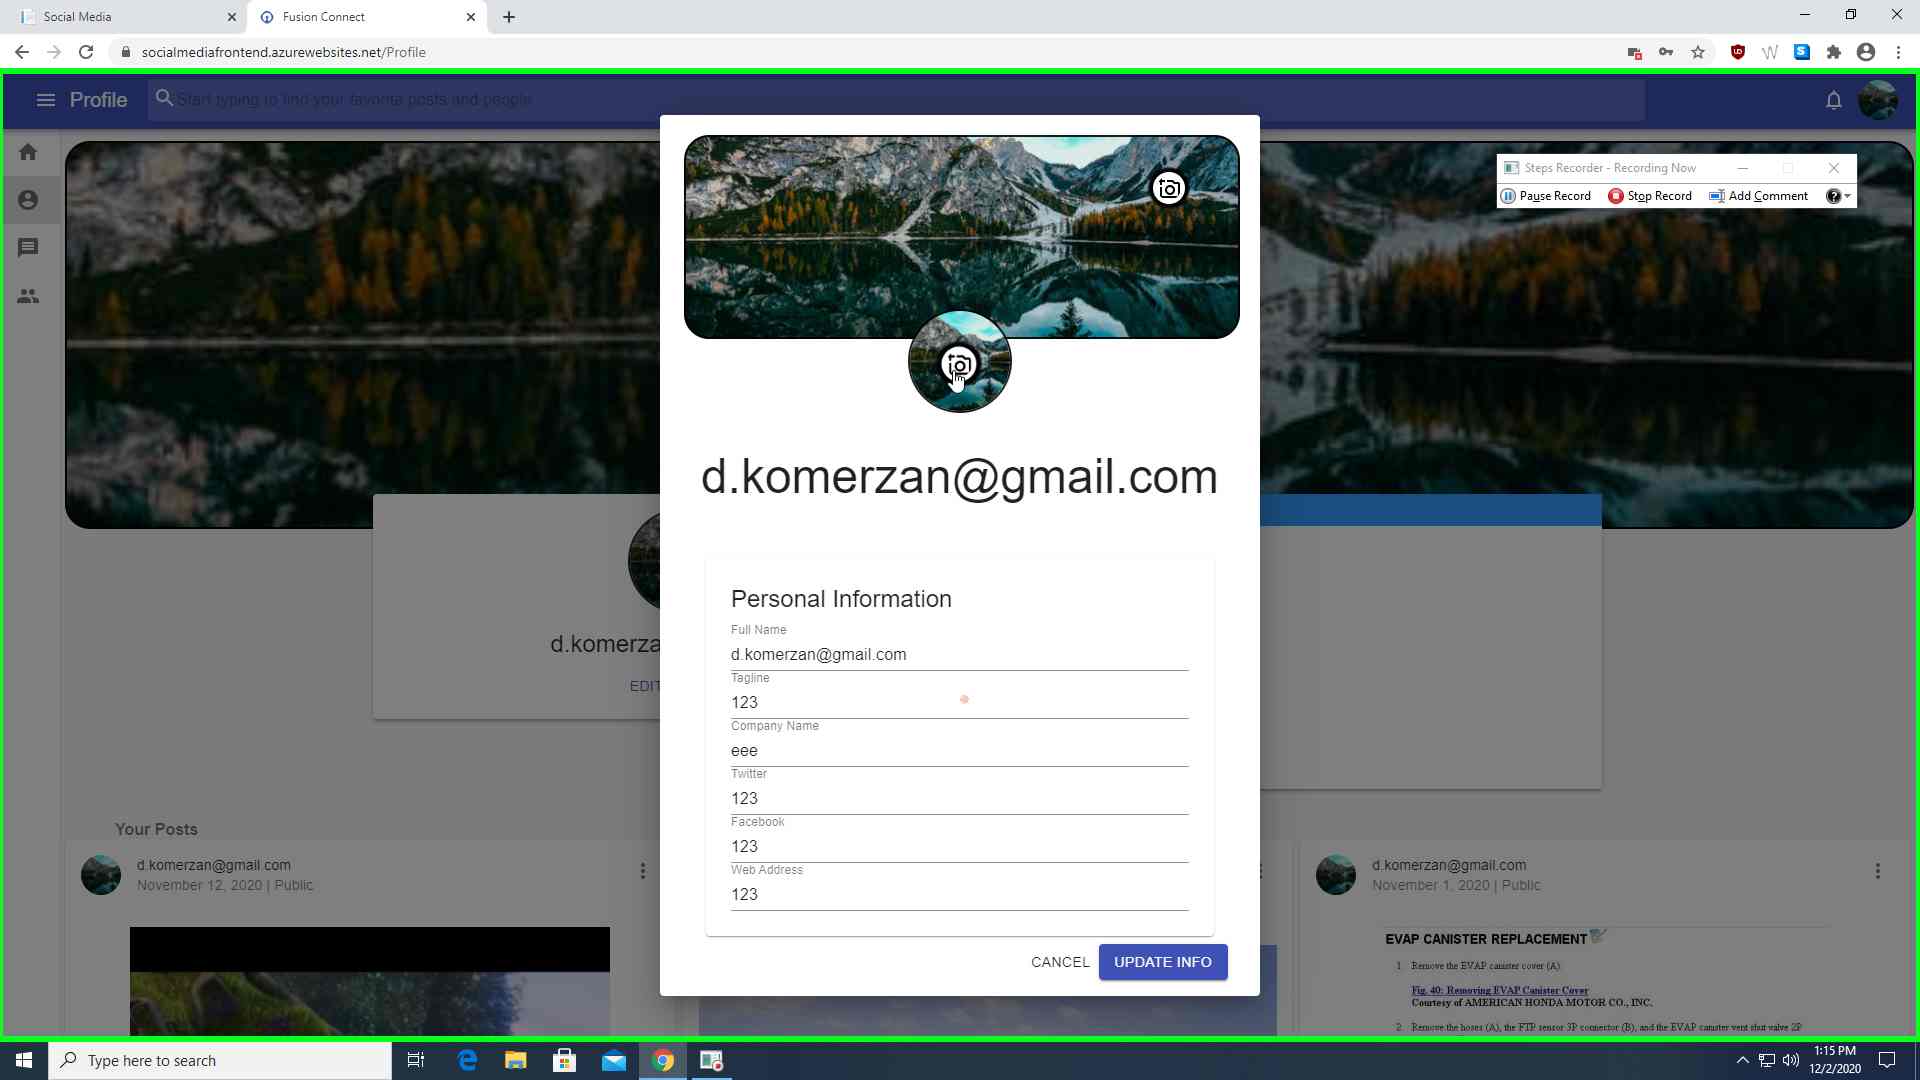 Social Media
Fusion Connect
socialmediafrontend.azurewebsites.net/Profile
Profile
Start typing to find your favorite posts and people
Steps Recorder - Recording Now
Pause Record
Stop Record
Add Comment
d.komerzan@gmail.com
d.komerza
EDIT
Personal Information
Full Name
d.komerzan@gmail.com
Tagline
123
Company Name
eee
Twitter
123
Facebook
123
Web Address
123
CANCEL
UPDATE INFO
Your Posts
d.komerzan@gmail.com
November 12, 2020 | Public
d.komerzan@gmail.com
November 1, 2020 | Public
EVAP CANISTER REPLACEMENT
1. Remove the EVAP canister cover (A).
Fig. 40: Removing EVAP Canister Cover
Courtesy of AMERICAN HONDA MOTOR CO., INC.
2. Remove the hoses (A), the FTP sensor 3P connector (B), and the EVAP canister vent shut valve 2P
Type here to search
1:15 PM
12/2/2020